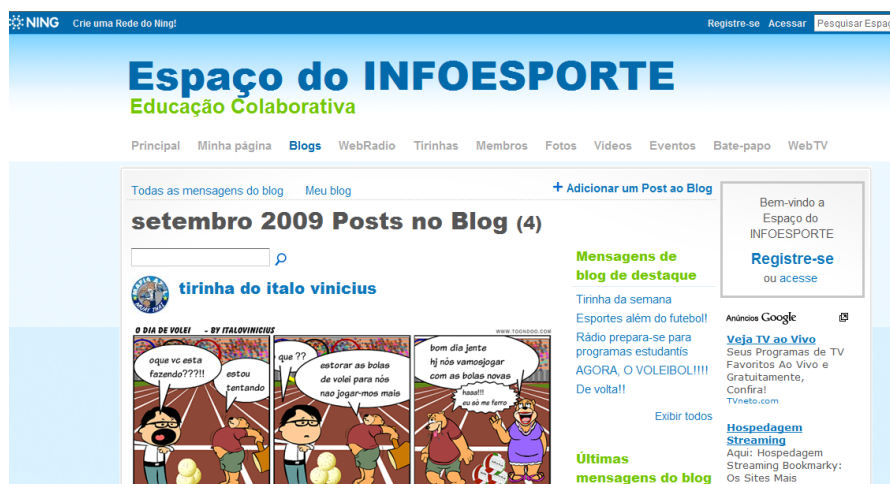 NING Crie uma Rede do Ning!
Registre-se Acessar Pesquisar Espaç
Espaço do INFOESPORTE
Educação Colaborativa
Principal Minha página Blogs WebRadio Tirinhas Membros Fotos Videos Eventos Bate-papo WebTV
Todas as mensagens do blog Meu blog
+ Adicionar um Post ao Blog
setembro 2009 Posts no Blog (4)
tirinha do italo vinicius
O DIA DE VOLEI - BY ITALOVINICIUS
WWW.TOONDOO.COM
oque vc esta
fazendo???!!
estou
tentando
que ??
estorar as bolas
de volei para nós
nao jogar-mos mais
bom dia jente
hj nós vamosjogar
com as bolas novas
haaa!!!
eu só me ferro
Mensagens de
blog de destaque
Tirinha da semana
Esportes além do futebol!
Rádio prepara-se para
programas estudantís
AGORA, O VOLEIBOL!!!!
De volta!!
Exibir todos
Últimas
mensagens do blog
Bem-vindo a
Espaço do
INFOESPORTE
Registre-se
ou acesse
Anúncios Google
Veja TV ao Vivo
Seus Programas de TV
Favoritos Ao Vivo e
Gratuitamente,
Confira!
TVneto.com
Hospedagem
Streaming
Aqui: Hospedagem
Streaming Bookmarky:
Os Sites Mais